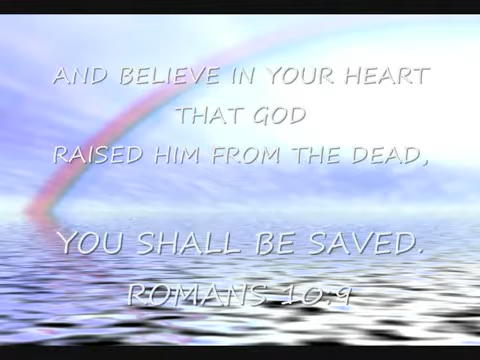 AND BELIEVE IN YOUR HEART
THAT GOD
RAISED HIM FROM THE DEAD,
YOU SHALL BE SAVED.
ROMANS 10:9